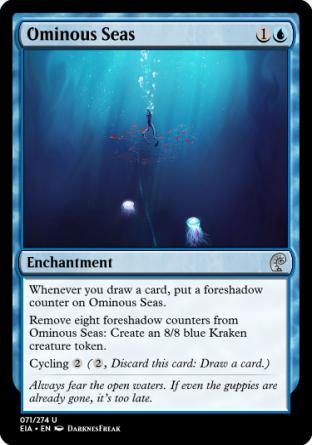 Ominous Seas 1
Enchantment
Whenever you draw a card, put a foreshadow
counter on Ominous Seas.
Remove eight foreshadow counters from
Ominous Seas: Create an 8/8 blue Kraken
creature token.
Cycling 2 (2, Discard this card: Draw a card.)
Always fear the open waters. If even the guppies are
already gone, it's too late.
071/274 U
EIA • EN DarknesFreak